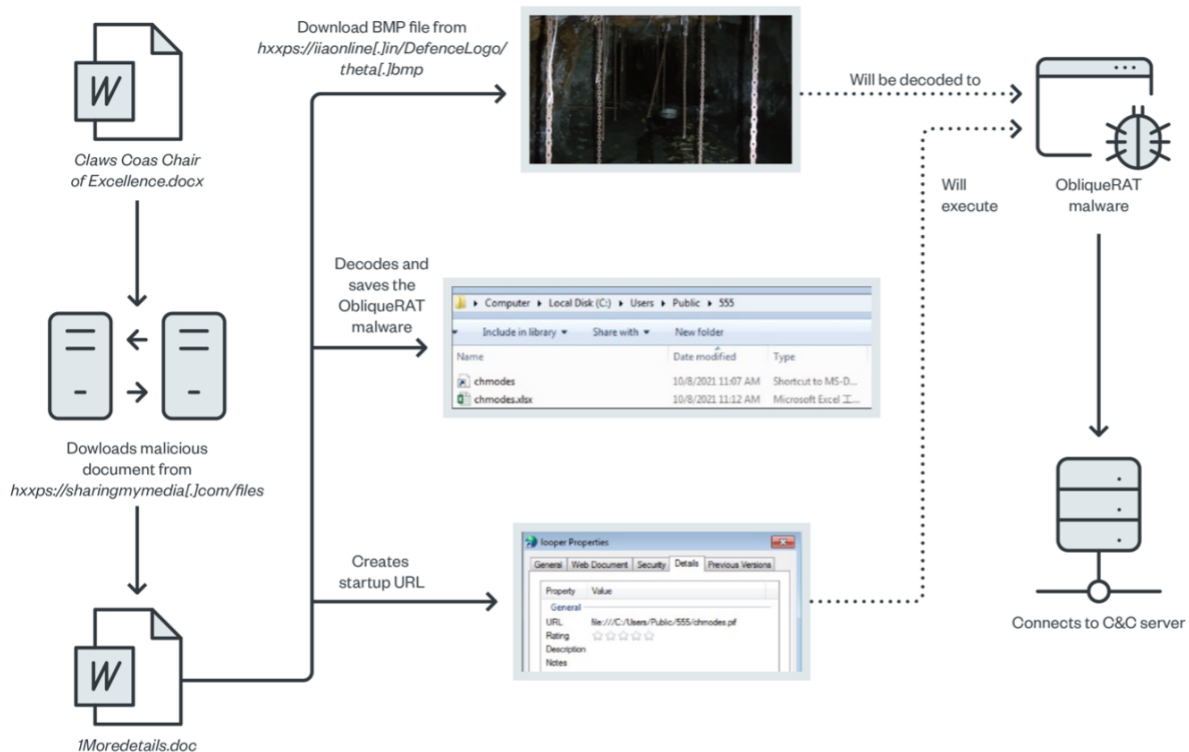 Claws Coas Chair
of Excellence.docx
Dowloads malicious
document from
hxxps://sharingmymedia[.]com/files
1Moredetails.doc
Download BMP file from
hxxps://iiaonline[.]in/DefenceLogo/
theta[.]bmp
Decodes and
saves the
ObliqueRAT
malware
Computer Local Disk (C:) Users Public 555
Include in library Share with New folder
Name Date modified Type
chmodes 10/8/2021 11:07 AM Shortcut to MS-D...
chmodes.xlsx 10/8/2021 11:12 AM Microsoft Excel 工...
Creates
startup URL
looper Properties
General Web Document Security Details Previous Versions
Property Value
General
URL file:///C:/Users/Public/555/chmodes.pif
Rating
Description
Notes
Will be decoded to
Will
execute
ObliqueRAT
malware
Connects to C&C server
W
W